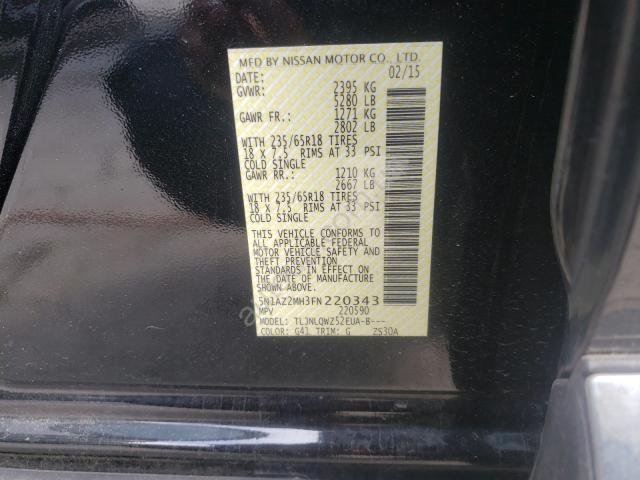 MFD BY NISSAN MOTOR CO., LTD.
DATE: 02/15
GVWR: 2395 KG
5280 LB
GAWR FR.: 1271 KG
2802 LB
WITH 235/65R18 TIRES
18 X 7.5 RIMS AT 33 PSI
COLD SINGLE
GAWR RR.: 1210 KG
2667 LB
WITH 235/65R18 TIRES
18 X 7.5 RIMS AT 33 PSI
COLD SINGLE
THIS VEHICLE CONFORMS TO
ALL APPLICABLE FEDERAL
MOTOR VEHICLE SAFETY AND
THEFT PREVENTION
STANDARDS IN EFFECT ON
THE DATE OF MANUFACTURE
SHOWN ABOVE.
5N1AZ2MH3FN220343
MPV 220590
MODEL: TLJNLQWZ52EUA-B---
COLOR: G41 TRIM: G ZS30A